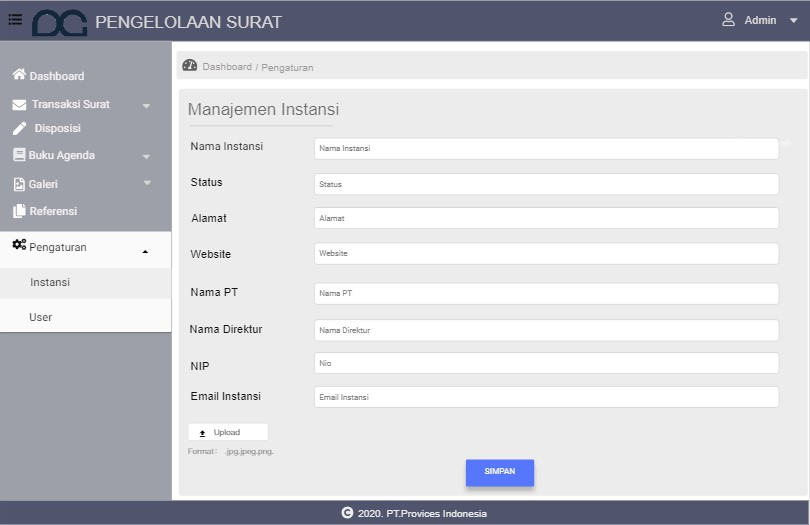 DG PENGELOLAAN SURAT
Admin
Dashboard
Transaksi Surat
Disposisi
Buku Agenda
Galeri
Referensi
Pengaturan
Instansi
User
Dashboard / Pengaturan
Manajemen Instansi
Nama Instansi Nama Instansi
Status Status
Alamat Alamat
Website Website
Nama PT Nama PT
Nama Direktur Nama Direktur
NIP Nio
Email Instansi Email Instansi
Upload
Format: .jpg.jpeg.png.
SIMPAN
© 2020. PT.Provices Indonesia